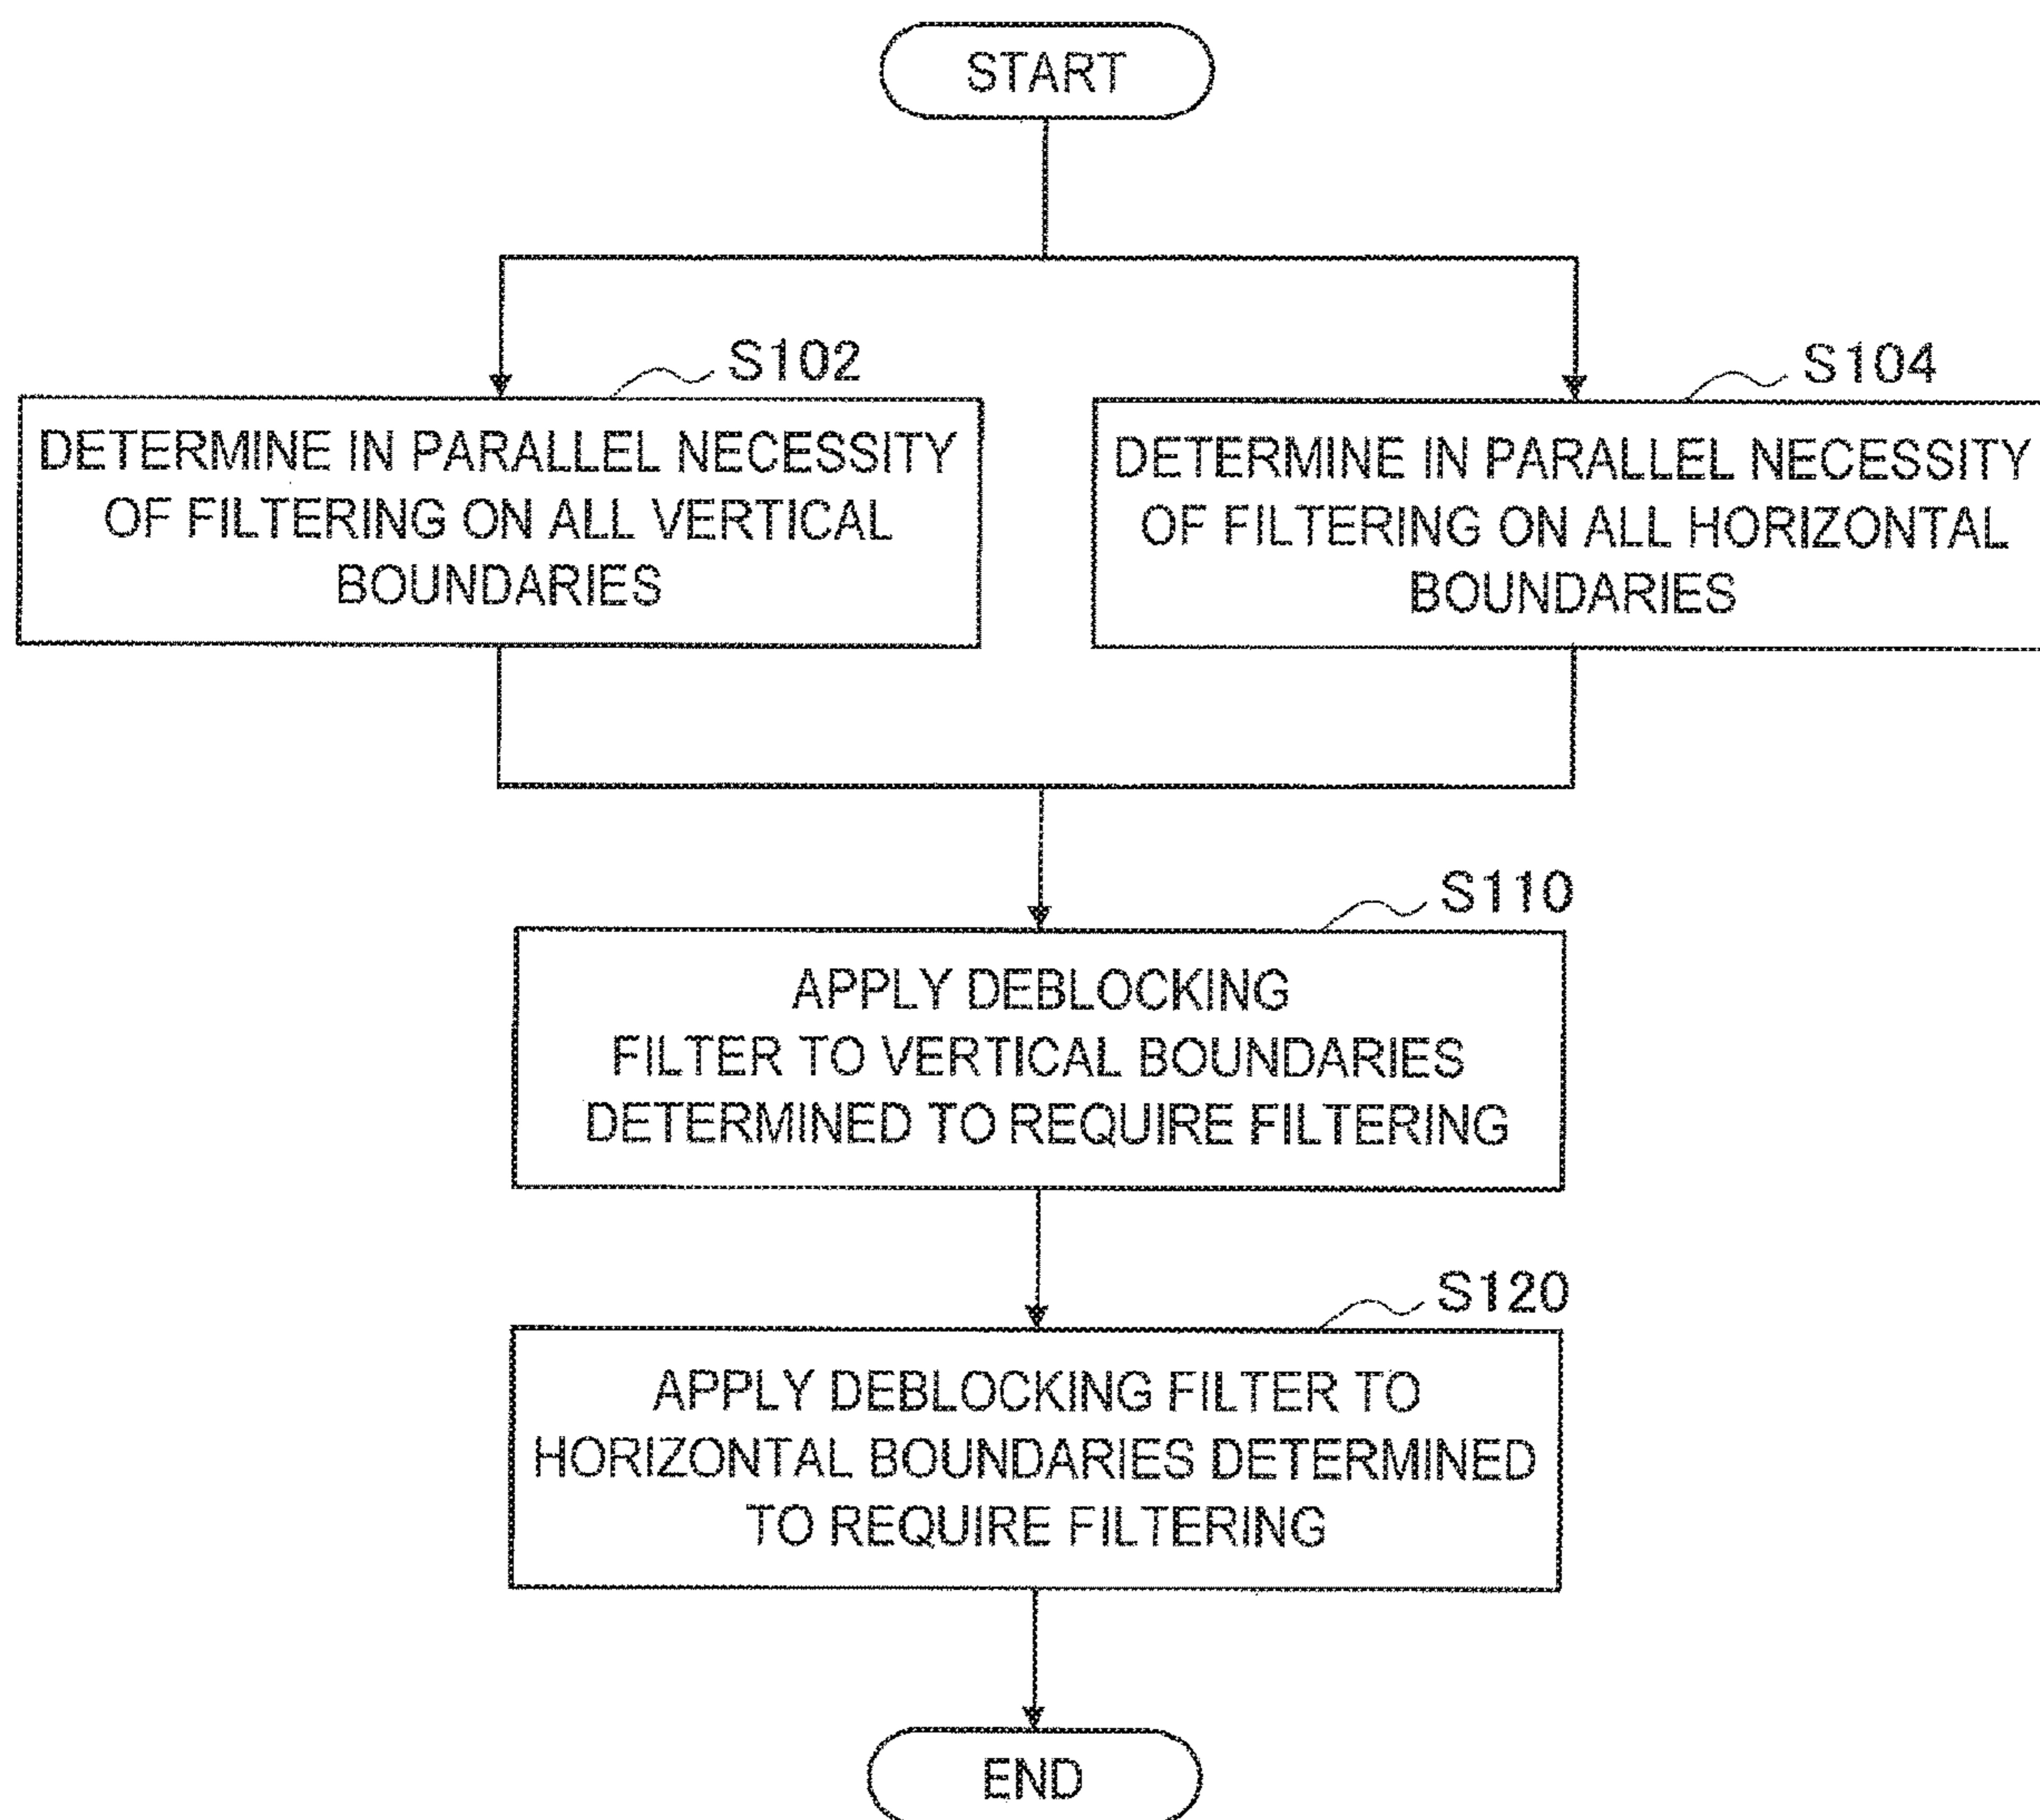 START
S102
DETERMINE IN PARALLEL NECESSITY
OF FILTERING ON ALL VERTICAL
BOUNDARIES
S104
DETERMINE IN PARALLEL NECESSITY
OF FILTERING ON ALL HORIZONTAL
BOUNDARIES
S110
APPLY DEBLOCKING
FILTER TO VERTICAL BOUNDARIES
DETERMINED TO REQUIRE FILTERING
S120
APPLY DEBLOCKING FILTER TO
HORIZONTAL BOUNDARIES DETERMINED
TO REQUIRE FILTERING
END